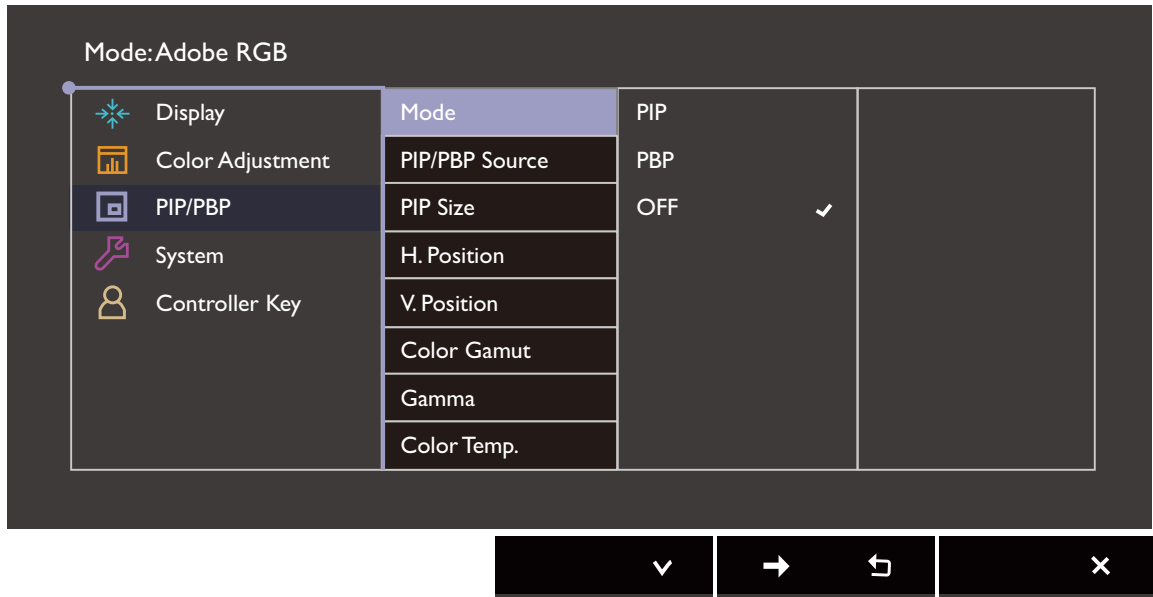 Mode: Adobe RGB
Display
Color Adjustment
PIP/PBP
System
Controller Key
Mode
PIP/PBP Source
PIP Size
H. Position
V. Position
Color Gamut
Gamma
Color Temp.
PIP
PBP
OFF